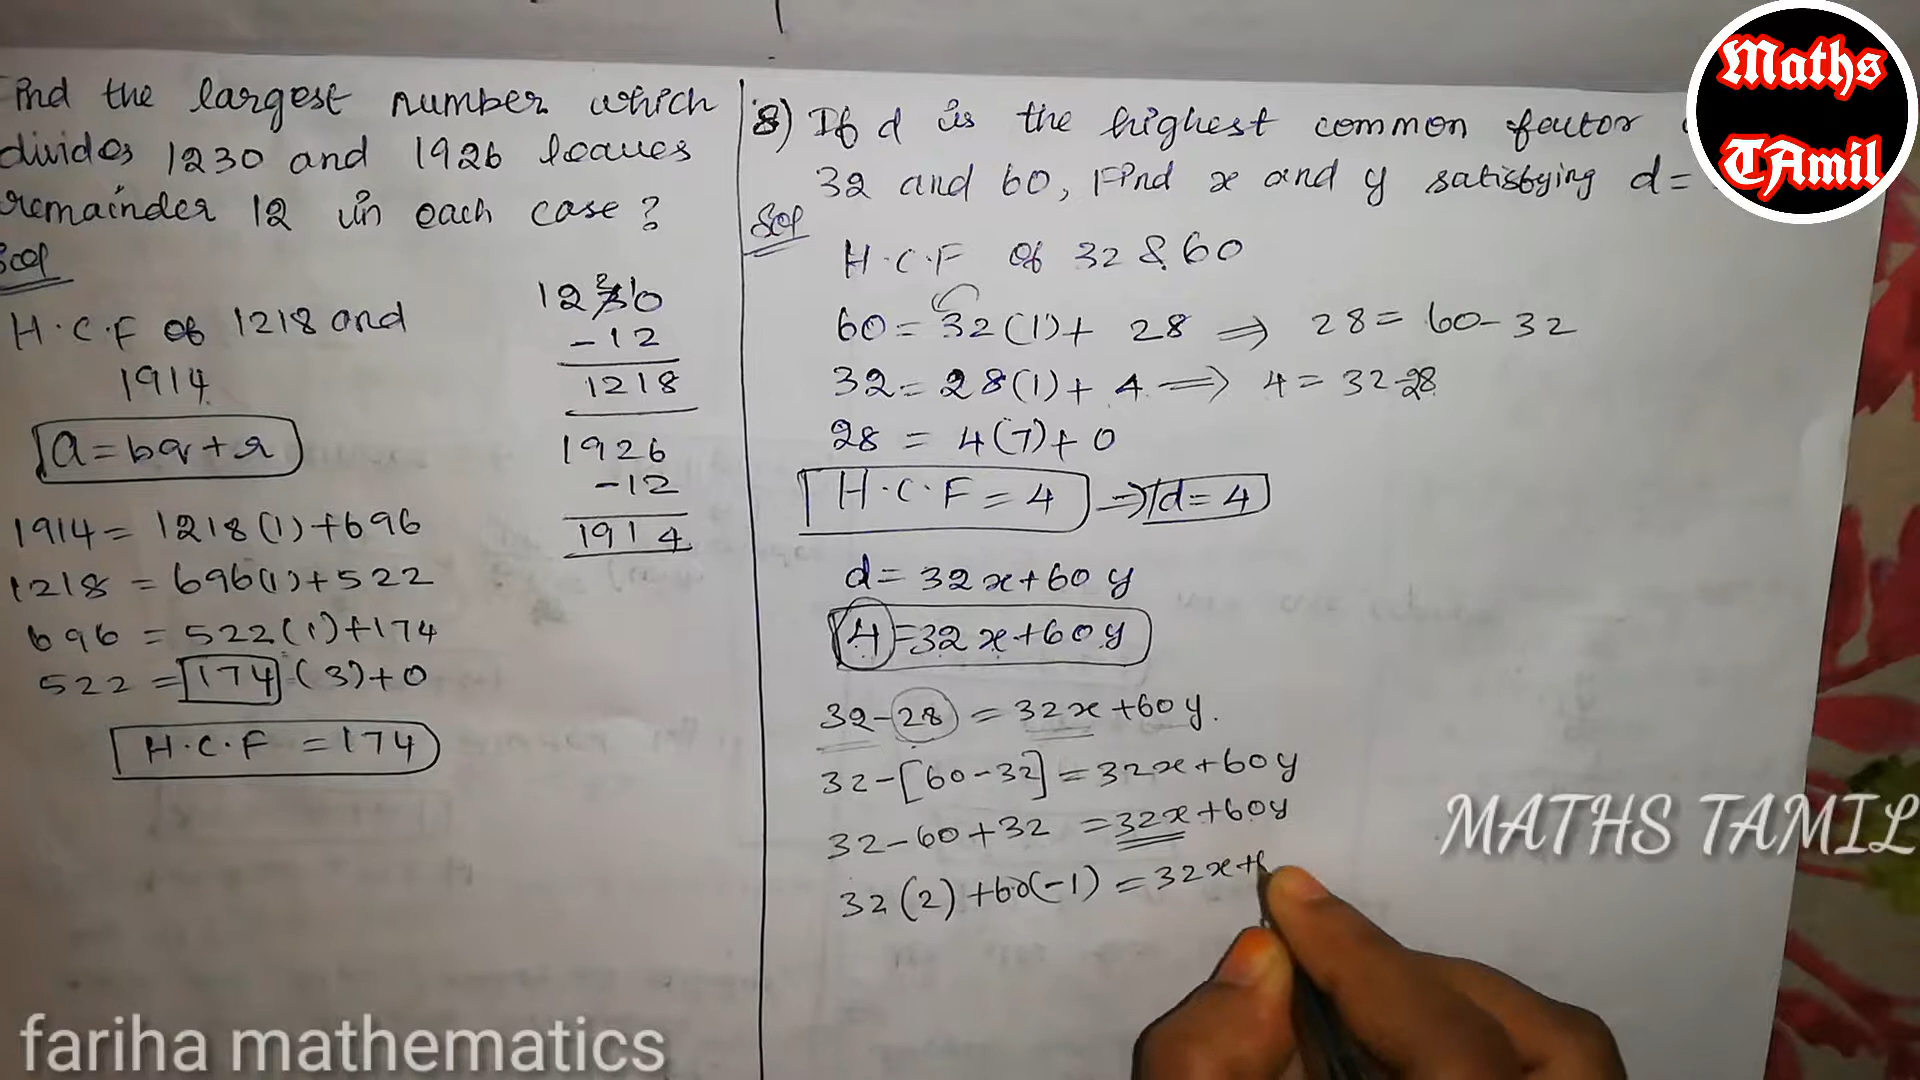 Find the largest number which
divides 1230 and 1926 leaves
remainder 12 in each case ?
Sol
H.C.F of 1218 and
1914
a = bq + r
1914 = 1218(1)+696
1218 = 696(1)+522
696 = 522(1)+174
522 = 174 (3)+0
H.C.F = 174
1230
-12
1218
1926
-12
1914
8) If d is the highest common factor
32 and 60, Find x and y satisfying d=
Sol
H.C.F of 32 & 60
60 = 32(1)+ 28 ⇒ 28 = 60-32
32 = 28(1)+ 4 ⇒ 4 = 32-28
28 = 4(7)+ 0
H.C.F = 4 ⇒ d = 4
d = 32x+60y
4 = 32x+60y
32-28 = 32x+60y.
32-[60-32] = 32x+60y
32-60+32 = 32x+60y
32(2)+60(-1) = 32x+
Maths
TAmil
MATHS TAMIL
fariha mathematics